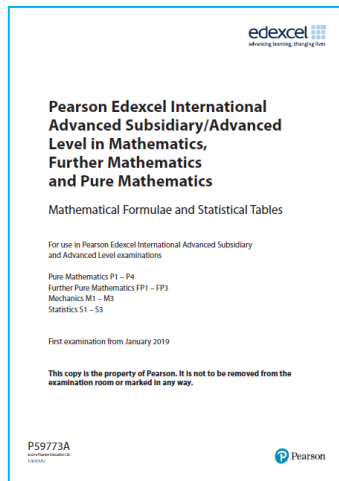 edexcel
advancing learning, changing lives
Pearson Edexcel International
Advanced Subsidiary/Advanced
Level in Mathematics,
Further Mathematics
and Pure Mathematics
Mathematical Formulae and Statistical Tables
For use in Pearson Edexcel International Advanced Subsidiary
and Advanced Level examinations
Pure Mathematics P1 – P4
Further Pure Mathematics FP1 – FP3
Mechanics M1 – M3
Statistics S1 – S3
First examination from January 2019
This copy is the property of Pearson. It is not to be removed from the
examination room or marked in any way.
P59773A
Pearson